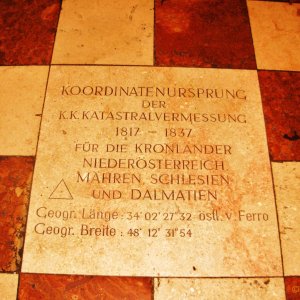 KOORDINATENURSPRUNG
DER
K.K. KATASTRALVERMESSUNG
1817 – 1837
FÜR DIE KRONLÄNDER
NIEDERÖSTERREICH,
MÄHREN, SCHLESIEN
UND DALMATIEN
Geogr. Länge: 34° 02' 27"32 östl. v. Ferro
Geogr. Breite: 48° 12' 31"54